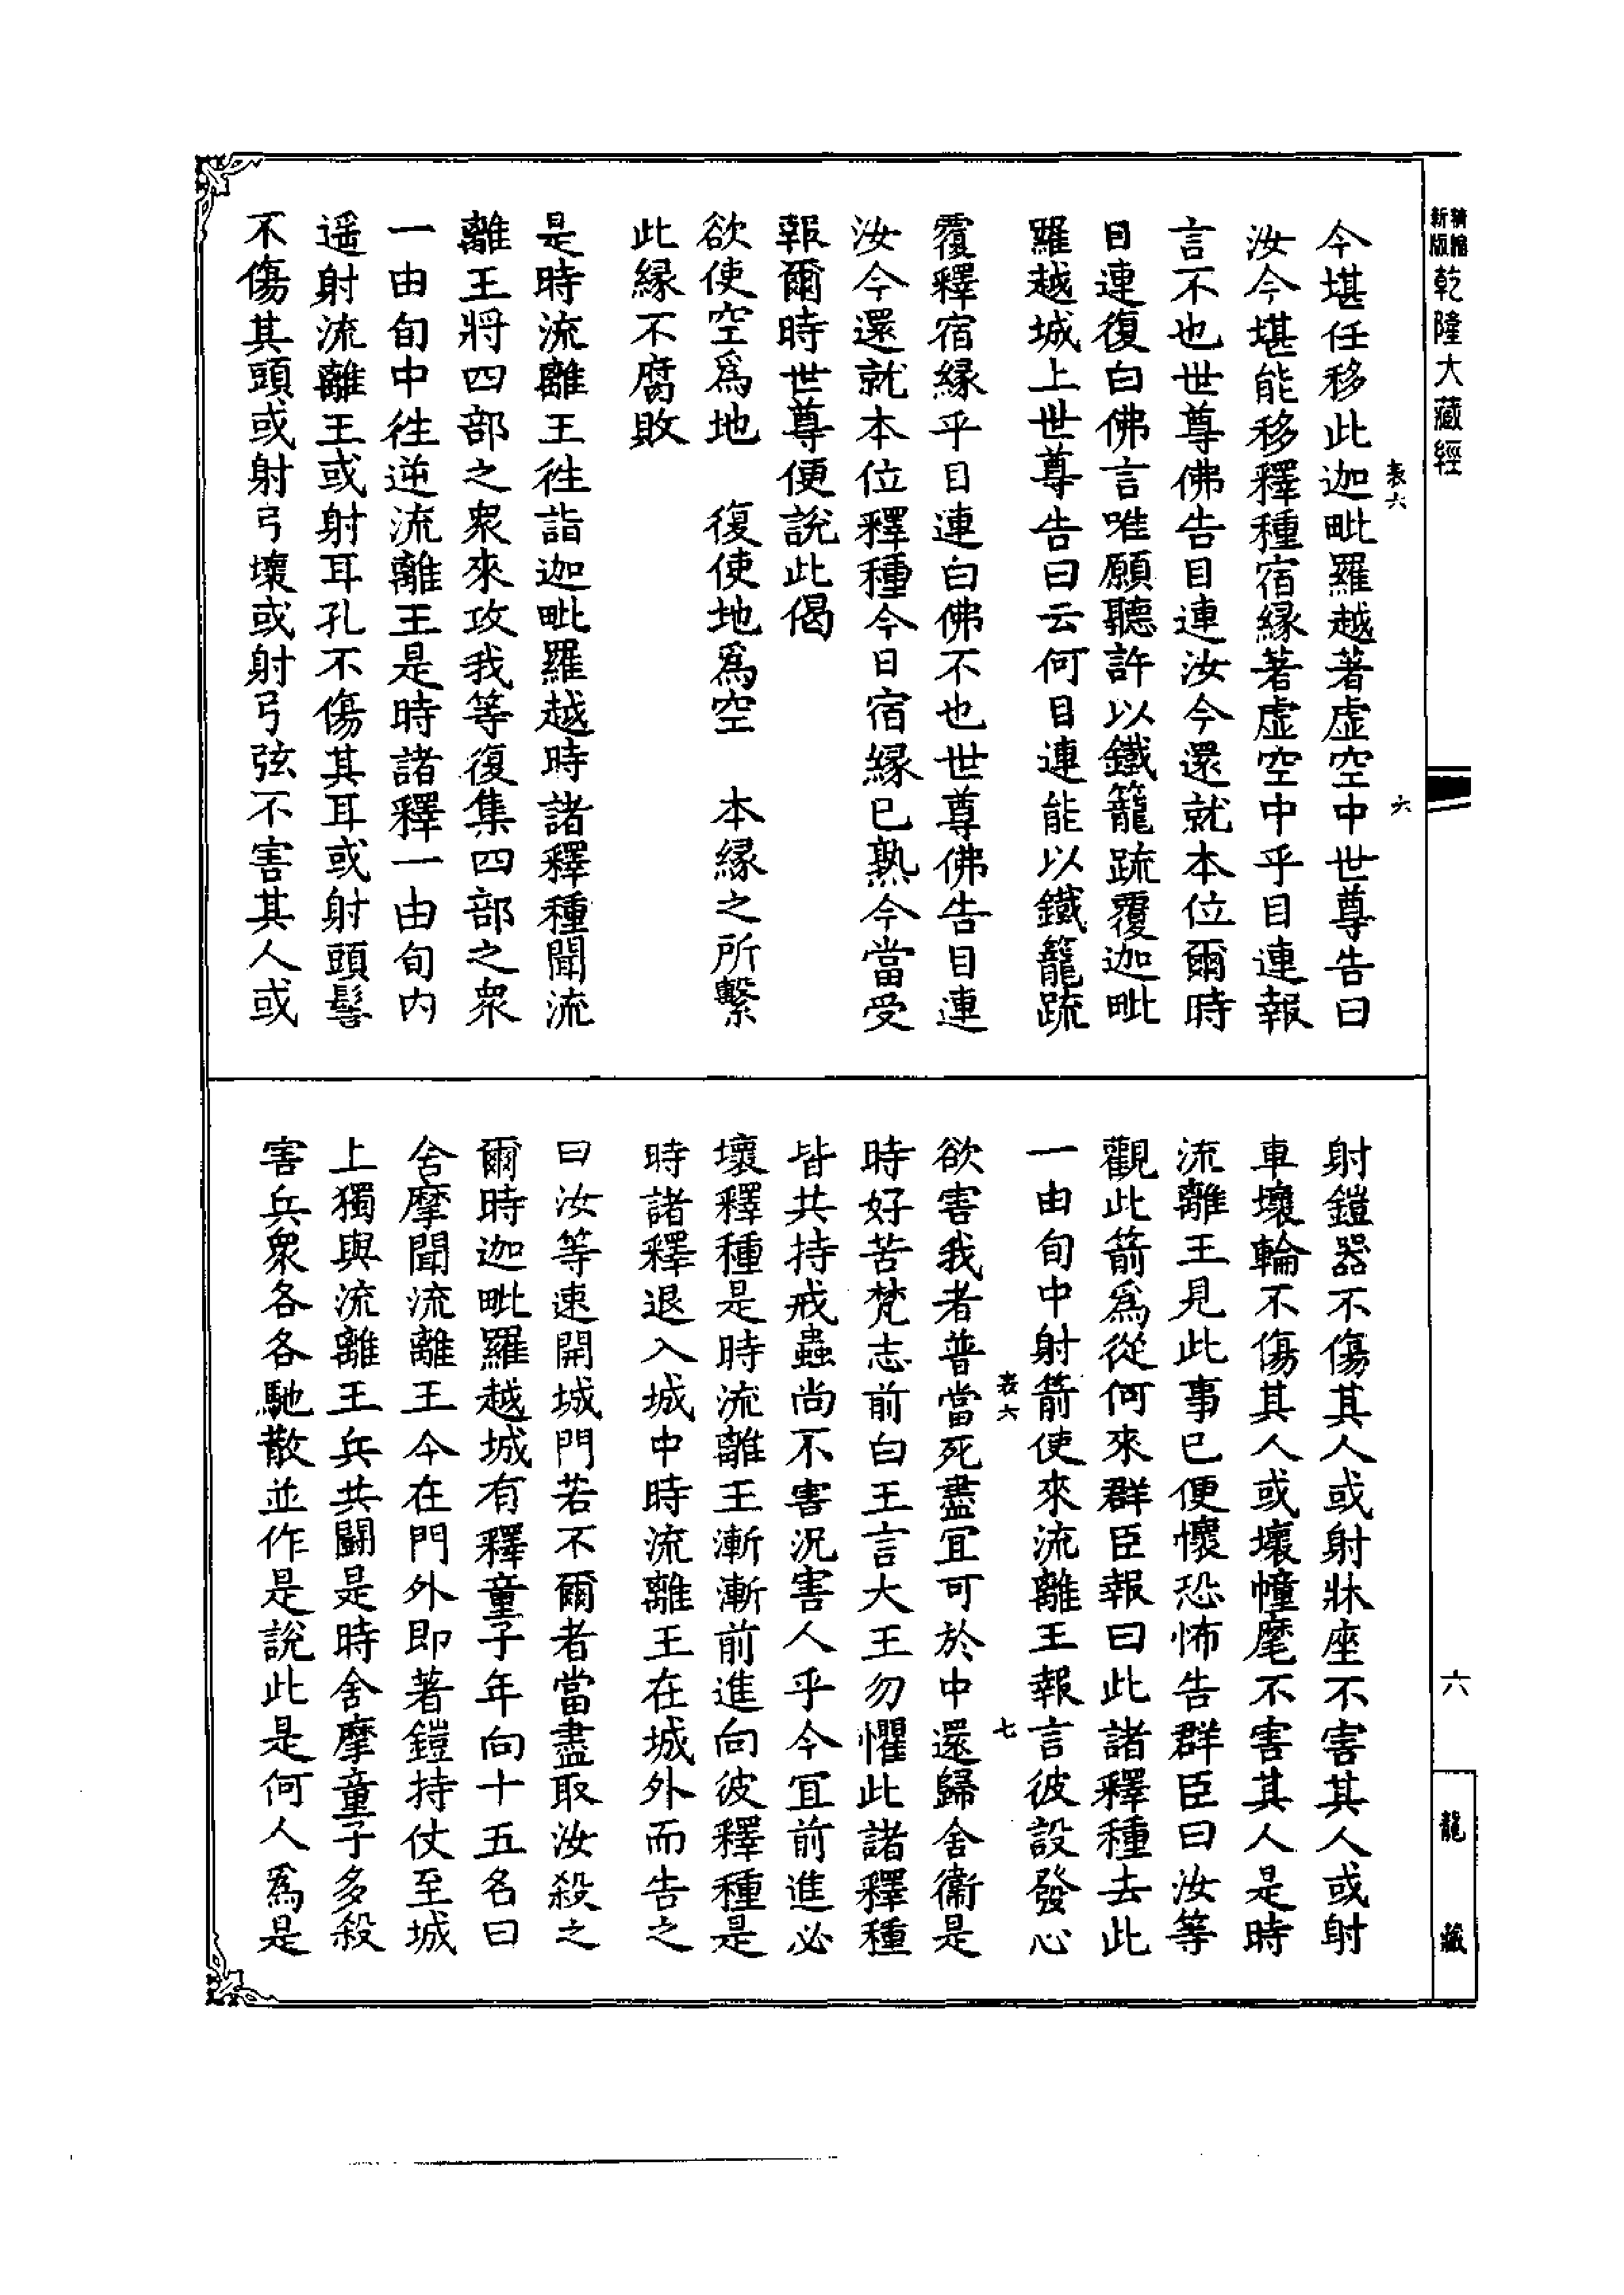 精縮新版乾隆大藏經
表六 六
今堪任移此迦毗羅越著虛空中世尊告曰
汝今堪能移釋種宿緣著虛空中乎目連報
言不也世尊佛告目連汝今還就本位爾時
目連復白佛言唯願聽許以鐵籠疏覆迦毗
羅越城上世尊告曰云何目連能以鐵籠疏
覆釋宿緣乎目連白佛不也世尊佛告目連
汝今還就本位釋種今日宿緣已熟今當受
報爾時世尊便說此偈
欲使空爲地　復使地爲空　本緣之所繫
此緣不腐敗
是時流離王往詣迦毗羅越時諸釋種聞流
離王將四部之眾來攻我等復集四部之眾
一由旬中往逆流離王是時諸釋一由旬內
遥射流離王或射耳孔不傷其耳或射頭髻
不傷其頭或射弓壞或射弓弦不害其人或
射鎧器不傷其人或射牀座不害其人或射
車壞輪不傷其人或壞幢麾不害其人是時
流離王見此事已便懷恐怖告群臣曰汝等
觀此箭爲從何來群臣報曰此諸釋種去此
一由旬中射箭使來流離王報言彼設發心
表六 七
欲害我者普當死盡宜可於中還歸舍衞是
時好苦梵志前白王言大王勿懼此諸釋種
皆共持戒蟲尚不害況害人乎今宜前進必
壞釋種是時流離王漸漸前進向彼釋種是
時諸釋退入城中時流離王在城外而告之
曰汝等速開城門若不爾者當盡取汝殺之
爾時迦毗羅越城有釋童子年向十五名曰
舍摩聞流離王今在門外即著鎧持仗至城
上獨與流離王兵共鬪是時舍摩童子多殺
害兵眾各各馳散並作是說此是何人爲是
六
龍藏